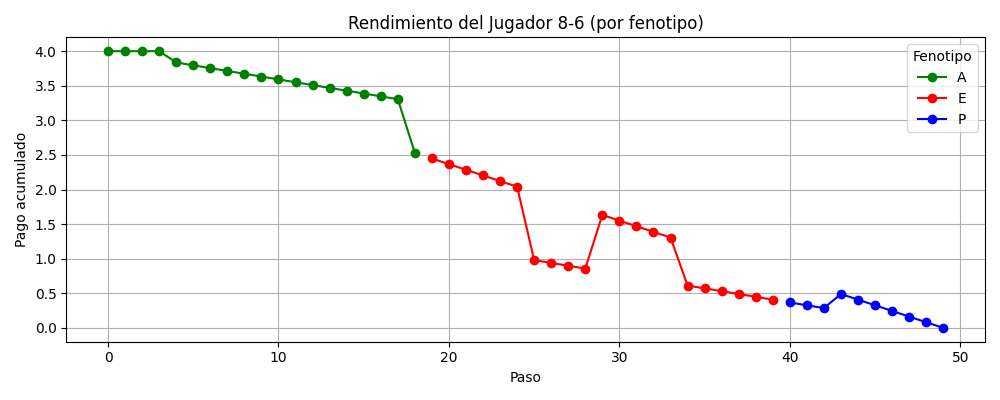 Rendimiento del Jugador 8-6 (por fenotipo)
Pago acumulado
4.0
3.5
3.0
2.5
2.0
1.5
1.0
0.5
0.0
Fenotipo
A
E
P
0 10 20 30 40 50
Paso